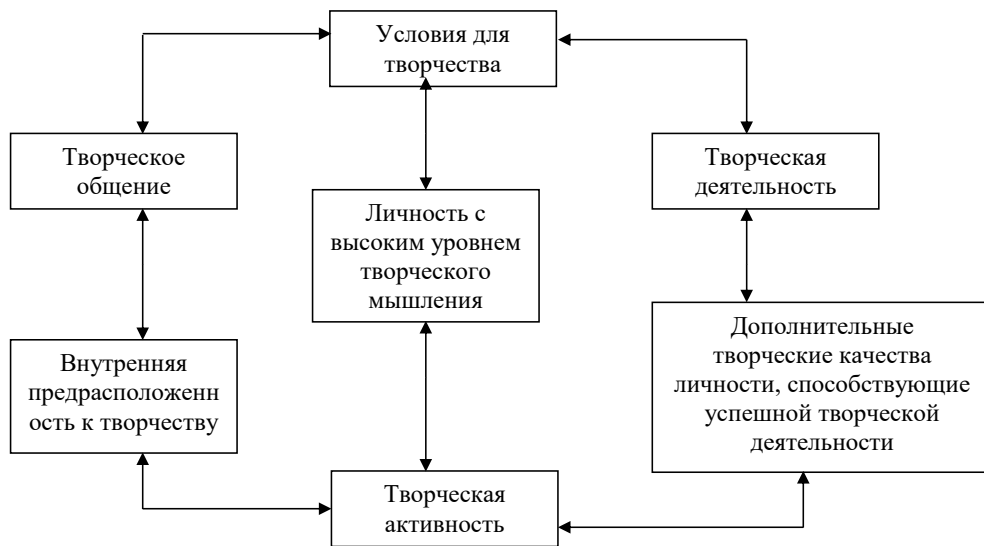 Условия для
творчества
Творческое
общение
Творческая
деятельность
Личность с
высоким уровнем
творческого
мышления
Внутренняя
предрасположенн
ость к творчеству
Дополнительные
творческие качества
личности, способствующие
успешной творческой
деятельности
Творческая
активность